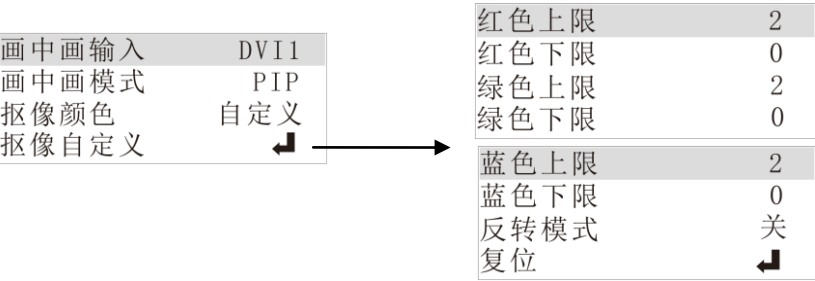 画中画输入 DVI1
画中画模式 PIP
抠像颜色 自定义
抠像自定义
红色上限 2
红色下限 0
绿色上限 2
绿色下限 0
蓝色上限 2
蓝色下限 0
反转模式 关
复位